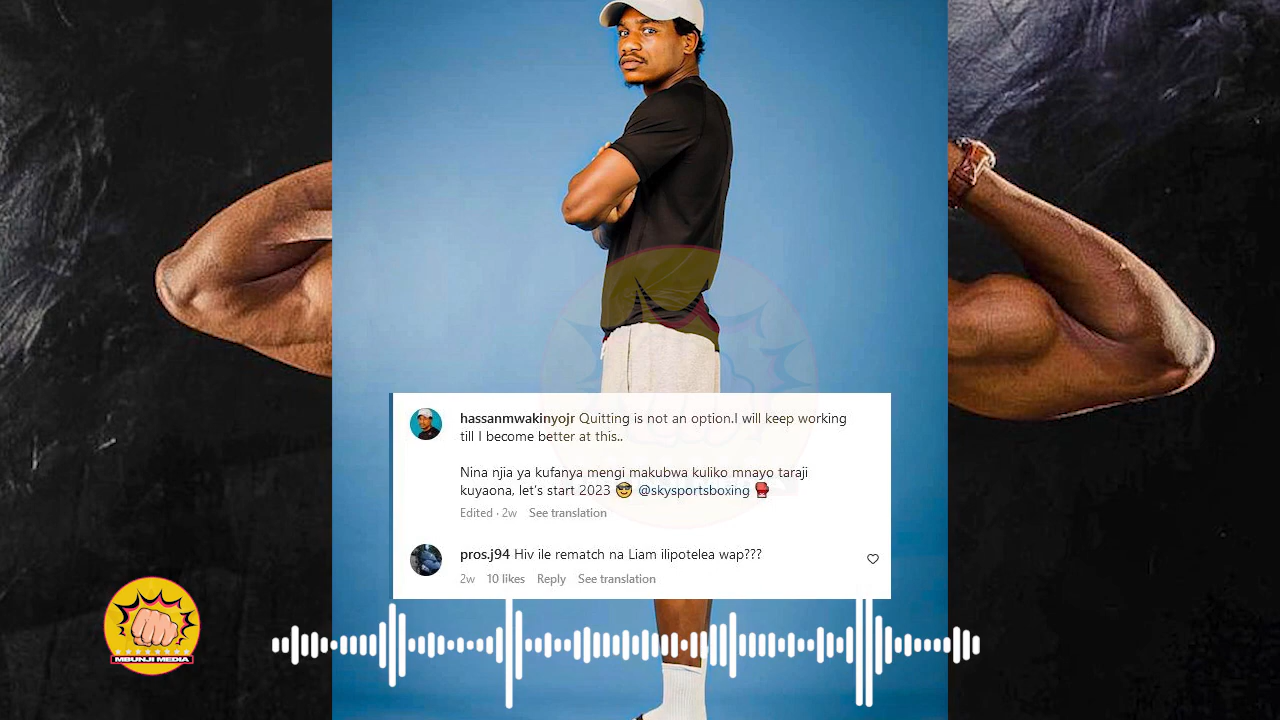 hassanmwakinyojr Quitting is not an option.I will keep working
till I become better at this..
Nina njia ya kufanya mengi makubwa kuliko mnayo taraji
kuyaona, let's start 2023 😎 @skysportsboxing 🥊
Edited · 2w See translation
pros.j94 Hiv ile rematch na Liam ilipotelea wap???
2w 10 likes Reply See translation
MBUNJI MEDIA